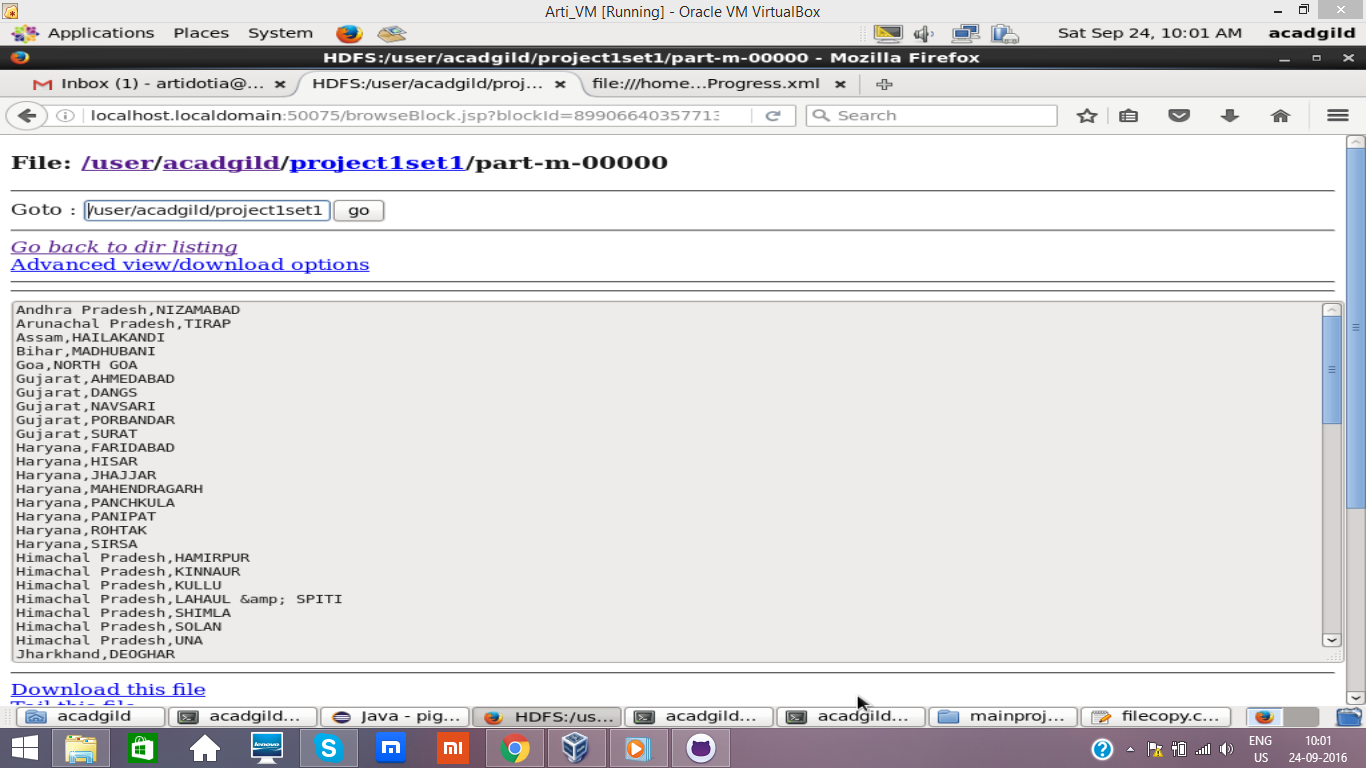 Arti_VM [Running] - Oracle VM VirtualBox
Applications Places System Sat Sep 24, 10:01 AM acadgild
HDFS:/user/acadgild/project1set1/part-m-00000 - Mozilla Firefox
Inbox (1) - artidotia@... HDFS:/user/acadgild/proj... file:///home...Progress.xml
localhost.localdomain:50075/browseBlock.jsp?blockId=89906640357713 Search
File: /user/acadgild/project1set1/part-m-00000
Goto : /user/acadgild/project1set1 go
Go back to dir listing
Advanced view/download options
Andhra Pradesh,NIZAMABAD
Arunachal Pradesh,TIRAP
Assam,HAILAKANDI
Bihar,MADHUBANI
Goa,NORTH GOA
Gujarat,AHMEDABAD
Gujarat,DANGS
Gujarat,NAVSARI
Gujarat,PORBANDAR
Gujarat,SURAT
Haryana,FARIDABAD
Haryana,HISAR
Haryana,JHAJJAR
Haryana,MAHENDRAGARH
Haryana,PANCHKULA
Haryana,PANIPAT
Haryana,ROHTAK
Haryana,SIRSA
Himachal Pradesh,HAMIRPUR
Himachal Pradesh,KINNAUR
Himachal Pradesh,KULLU
Himachal Pradesh,LAHAUL &amp; SPITI
Himachal Pradesh,SHIMLA
Himachal Pradesh,SOLAN
Himachal Pradesh,UNA
Jharkhand,DEOGHAR
Download this file
Tail this file
acadgild acadgild... Java - pig... HDFS:/us... acadgild... acadgild... mainproj... filecopy.c...
lenovo S m mi ENG 10:01
US 24-09-2016